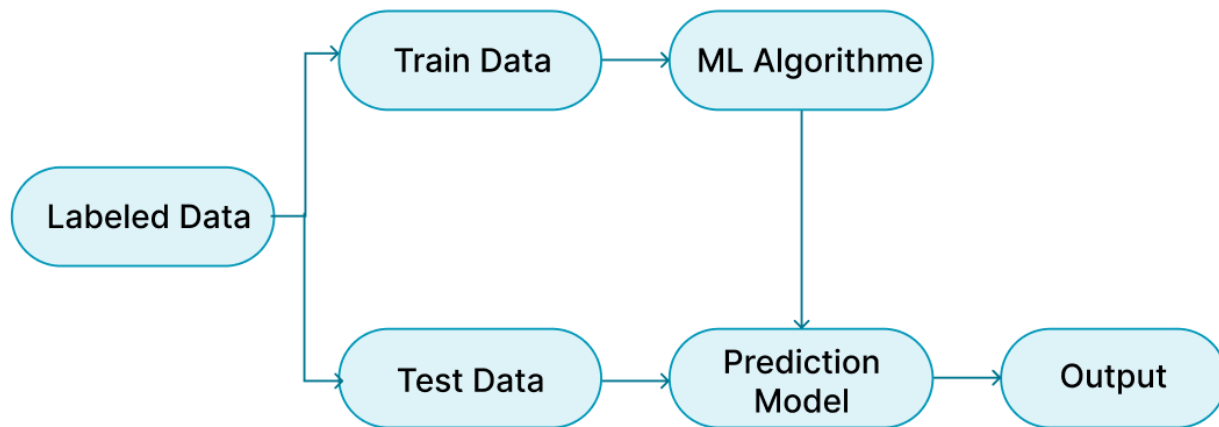 Train Data
ML Algorithme
Labeled Data
Test Data
Prediction
Model
Output